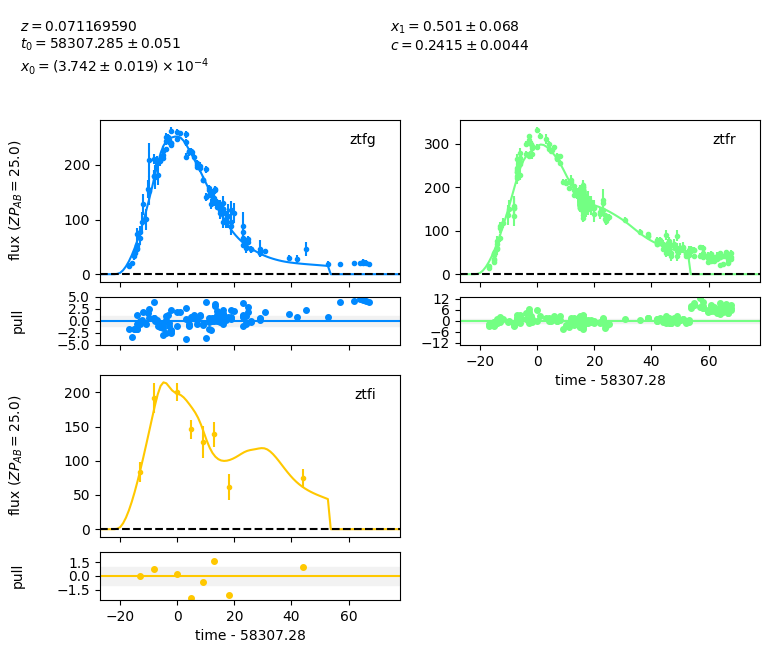 z = 0.071169590
t₀ = 58307.285 ± 0.051
x₀ = (3.742 ± 0.019) × 10⁻⁴
x₁ = 0.501 ± 0.068
c = 0.2415 ± 0.0044
ztfg
flux (ZP_AB = 25.0)
200
100
0
pull
5.0
2.5
0.0
−2.5
−5.0
ztfr
300
200
100
0
12
6
0
−6
−12
−20 0 20 40 60
time - 58307.28
ztfi
flux (ZP_AB = 25.0)
200
150
100
50
0
pull
1.5
0.0
−1.5
−20 0 20 40 60
time - 58307.28